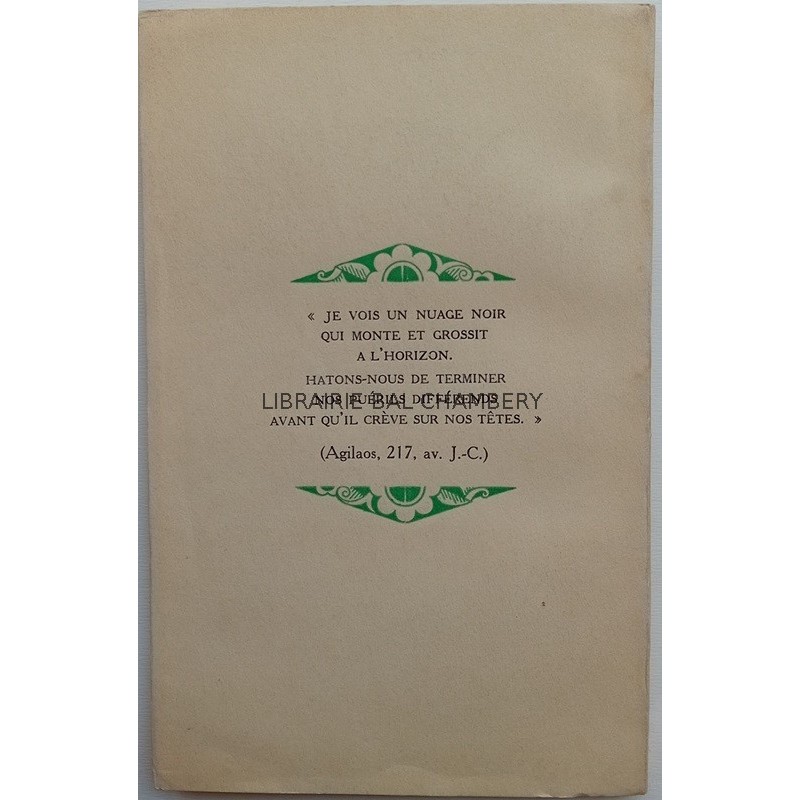 « JE VOIS UN NUAGE NOIR
QUI MONTE ET GROSSIT
A L'HORIZON.
HATONS-NOUS DE TERMINER
NOS PUÉRILS DIFFÉRENDS
LIBRAIRIE BAL CHAMBERY
AVANT QU'IL CRÈVE SUR NOS TÊTES. »
(Agilaos, 217, av. J.-C.)